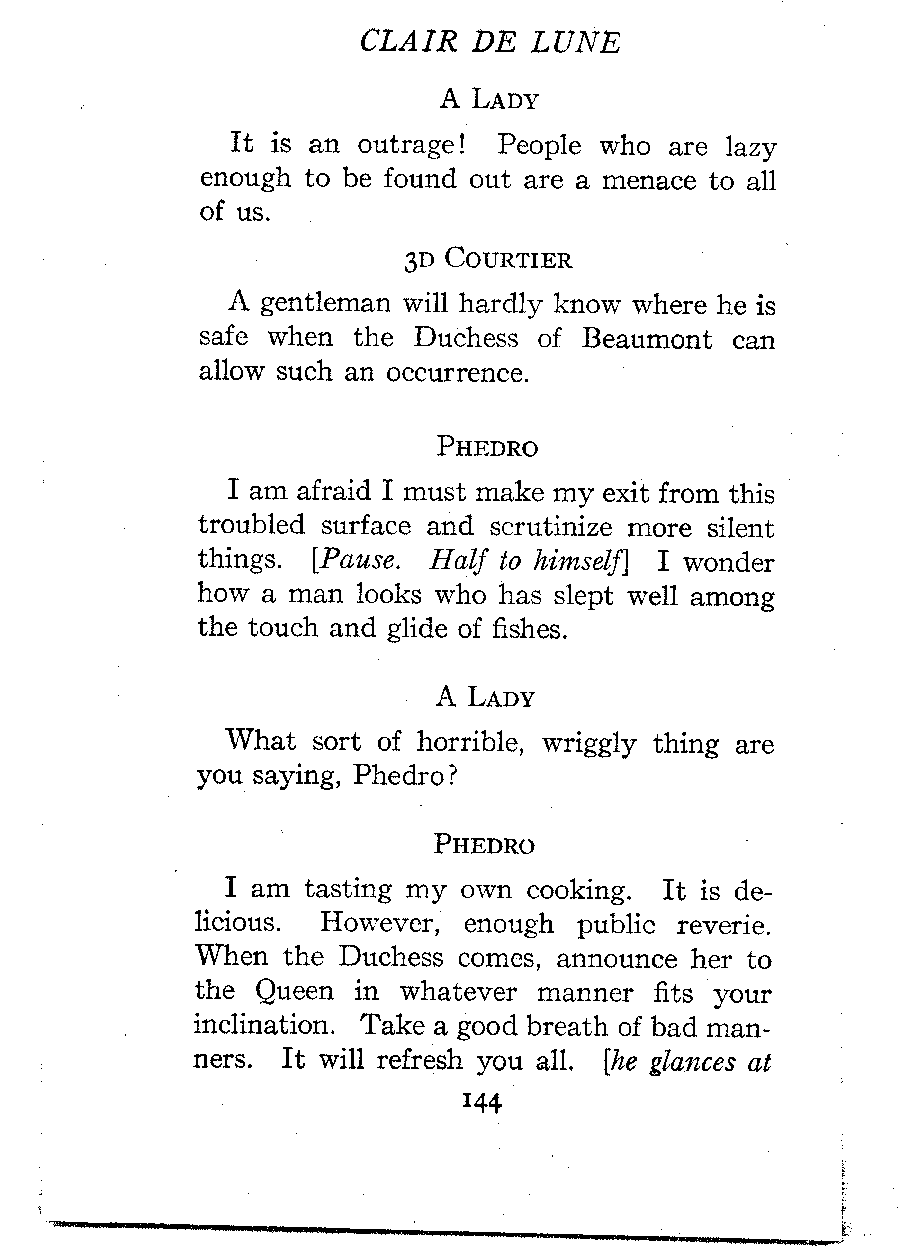 CLAIR DE LUNE
A LADY
It is an outrage! People who are lazy
enough to be found out are a menace to all
of us.
3D COURTIER
A gentleman will hardly know where he is
safe when the Duchess of Beaumont can
allow such an occurrence.
PHEDRO
I am afraid I must make my exit from this
troubled surface and scrutinize more silent
things. [Pause. Half to himself] I wonder
how a man looks who has slept well among
the touch and glide of fishes.
A LADY
What sort of horrible, wriggly thing are
you saying, Phedro?
PHEDRO
I am tasting my own cooking. It is de-
licious. However, enough public reverie.
When the Duchess comes, announce her to
the Queen in whatever manner fits your
inclination. Take a good breath of bad man-
ners. It will refresh you all. [he glances at
144